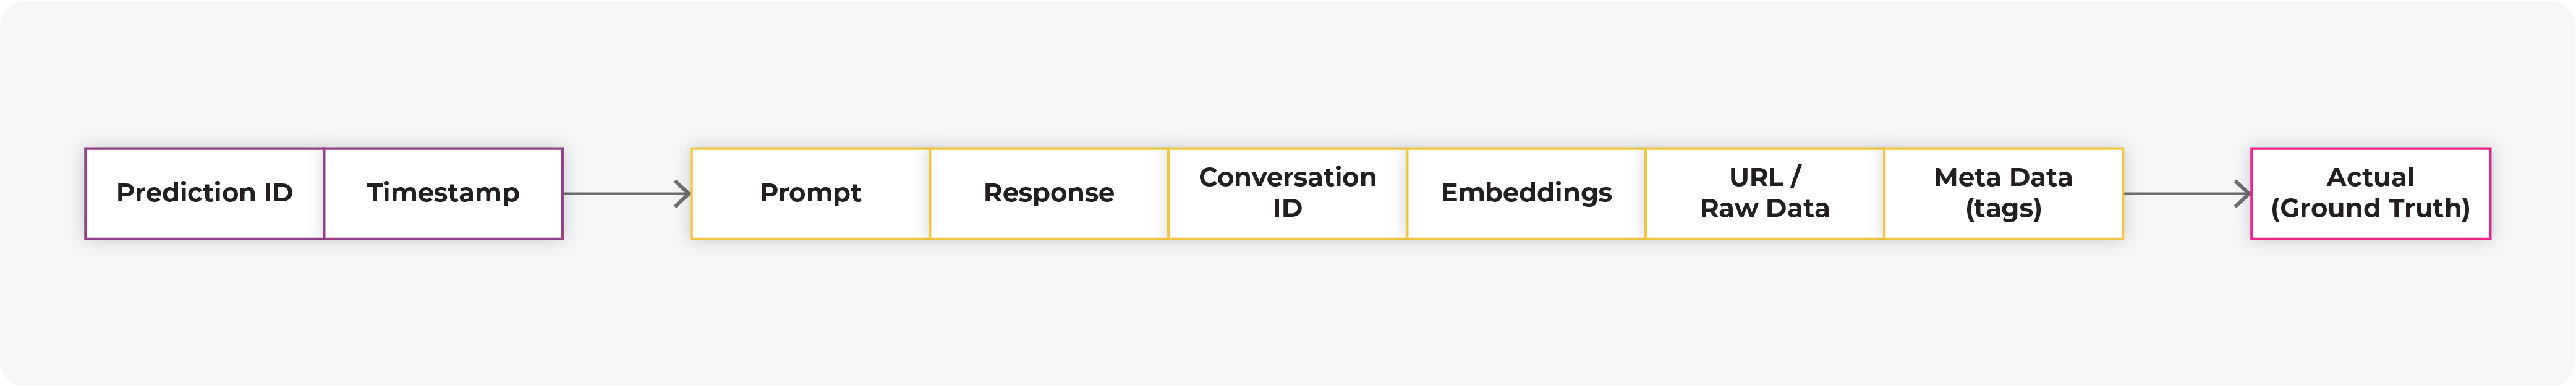 Prediction ID
Timestamp
Prompt
Response
Conversation
ID
Embeddings
URL /
Raw Data
Meta Data
(tags)
Actual
(Ground Truth)